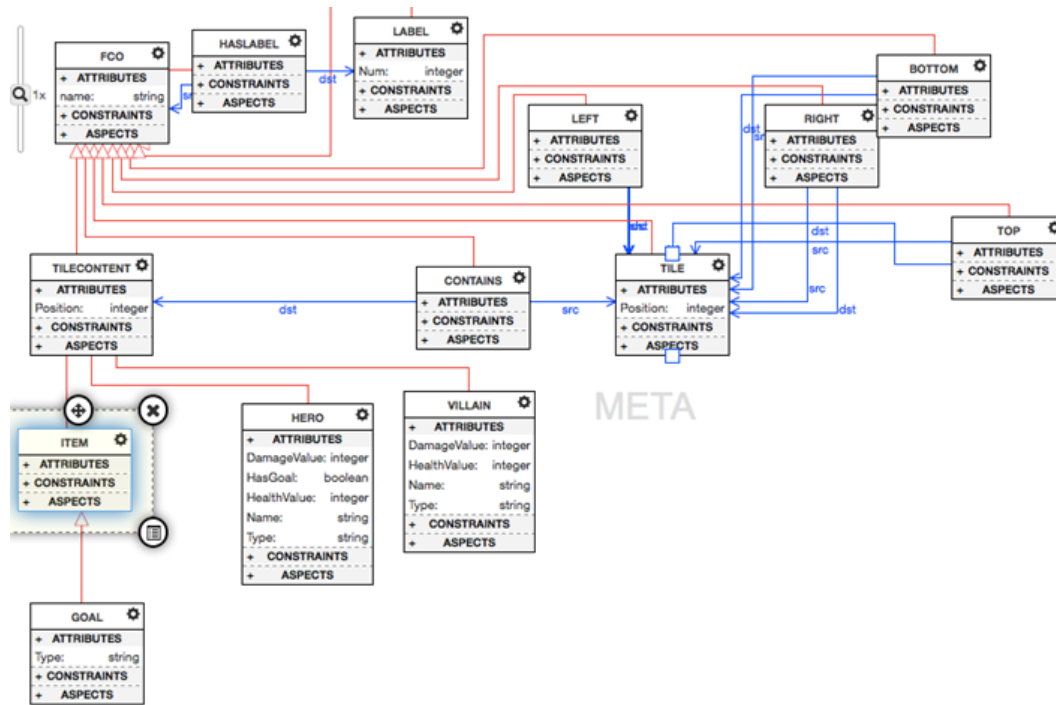 FCO
+ ATTRIBUTES
name: string
+ CONSTRAINTS
+ ASPECTS
1x
HASLABEL
+ ATTRIBUTES
+ CONSTRAINTS
+ ASPECTS
dst
LABEL
+ ATTRIBUTES
Num: integer
+ CONSTRAINTS
+ ASPECTS
LEFT
+ ATTRIBUTES
+ CONSTRAINTS
+ ASPECTS
RIGHT
+ ATTRIBUTES
+ CONSTRAINTS
+ ASPECTS
dst
BOTTOM
+ ATTRIBUTES
+ CONSTRAINTS
+ ASPECTS
TOP
+ ATTRIBUTES
+ CONSTRAINTS
+ ASPECTS
dst
src
src
dst
TILECONTENT
+ ATTRIBUTES
Position: integer
+ CONSTRAINTS
+ ASPECTS
dst
CONTAINS
+ ATTRIBUTES
+ CONSTRAINTS
+ ASPECTS
src
TILE
+ ATTRIBUTES
Position: integer
+ CONSTRAINTS
+ ASPECTS
META
ITEM
+ ATTRIBUTES
+ CONSTRAINTS
+ ASPECTS
HERO
+ ATTRIBUTES
DamageValue: integer
HasGoal: boolean
HealthValue: integer
Name: string
Type: string
+ CONSTRAINTS
+ ASPECTS
VILLAIN
+ ATTRIBUTES
DamageValue: integer
HealthValue: integer
Name: string
Type: string
+ CONSTRAINTS
+ ASPECTS
GOAL
+ ATTRIBUTES
Type: string
+ CONSTRAINTS
+ ASPECTS